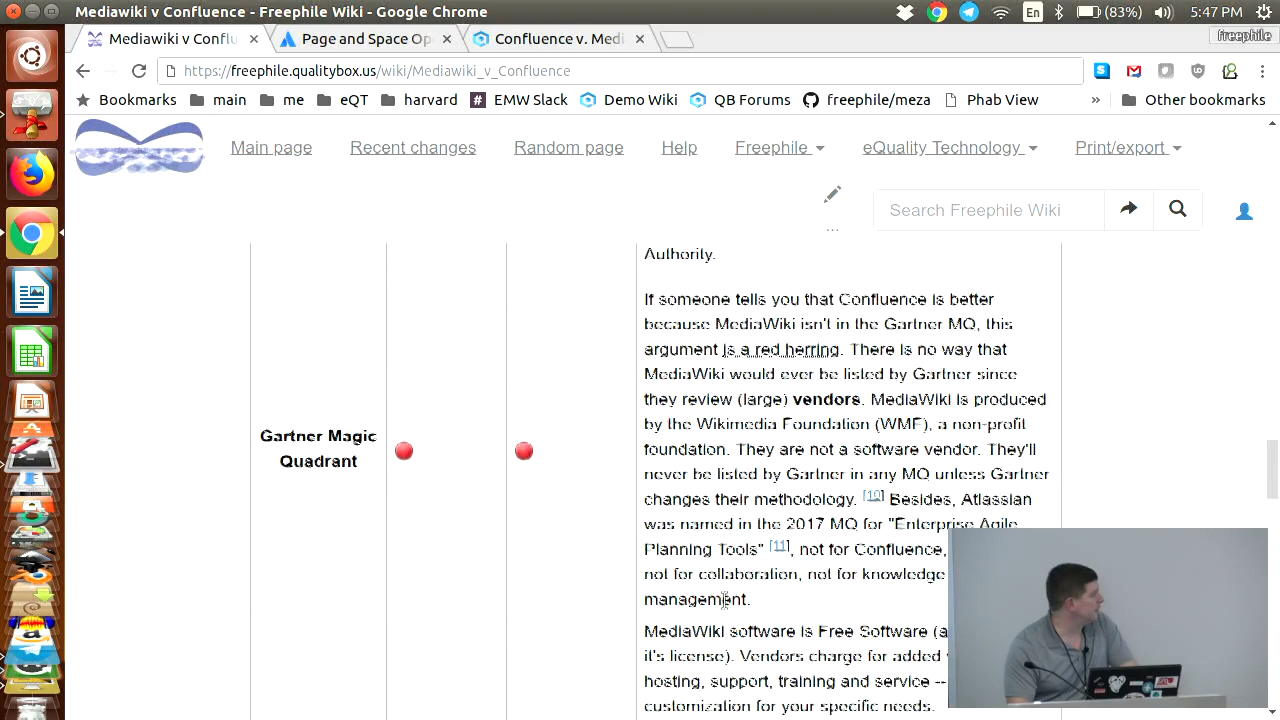 Mediawiki v Confluence - Freephile Wiki - Google Chrome
En
(83%)
5:47 PM
Mediawiki v Conflu
Page and Space Op
Confluence v. Medi
freephile
https://freephile.qualitybox.us/wiki/Mediawiki_v_Confluence
Bookmarks main me eQT harvard EMW Slack Demo Wiki QB Forums freephile/meza Phab View » Other bookmarks
Main page Recent changes Random page Help Freephile eQuality Technology Print/export
Search Freephile Wiki
...
Authority.
If someone tells you that Confluence is better
because MediaWiki isn't in the Gartner MQ, this
argument is a red herring. There is no way that
MediaWiki would ever be listed by Gartner since
they review (large) vendors. MediaWiki is produced
by the Wikimedia Foundation (WMF), a non-profit
foundation. They are not a software vendor. They'll
never be listed by Gartner in any MQ unless Gartner
changes their methodology. [10] Besides, Atlassian
was named in the 2017 MQ for "Enterprise Agile
Planning Tools" [11], not for Confluence,
not for collaboration, not for knowledge
management.
Gartner Magic
Quadrant
MediaWiki software is Free Software (a
it's license). Vendors charge for added
hosting, support, training and service --
customization for your specific needs.